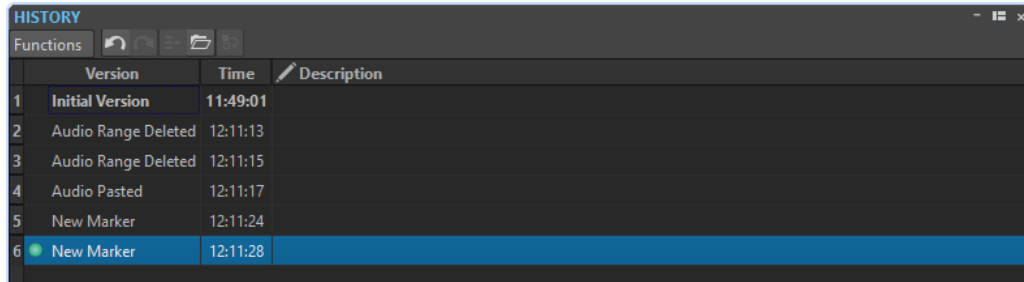 HISTORY
Functions
Version Time Description
1 Initial Version 11:49:01
2 Audio Range Deleted 12:11:13
3 Audio Range Deleted 12:11:15
4 Audio Pasted 12:11:17
5 New Marker 12:11:24
6 New Marker 12:11:28